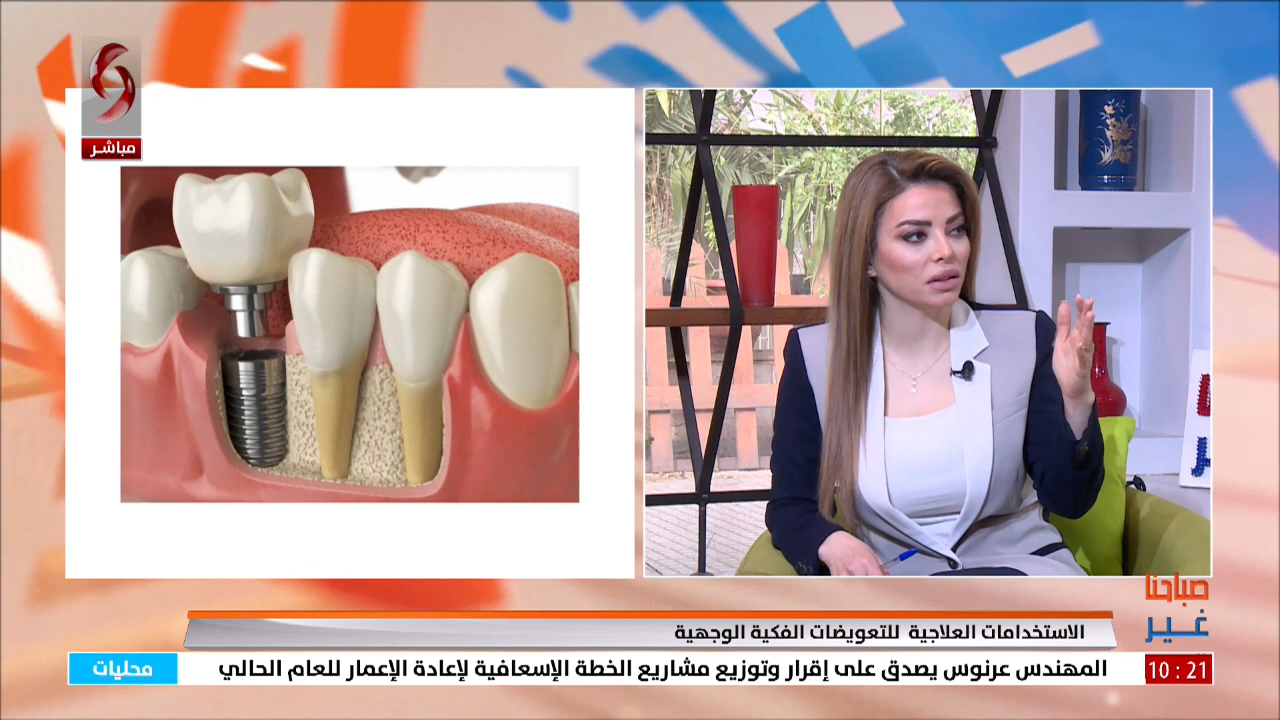 مباشر
صباحنا
غير
الاستخدامات العلاجية للتعويضات الفكية الوجهية
محليات
المهندس عرنوس يصدق على إقرار وتوزيع مشاريع الخطة الإسعافية لإعادة الإعمار للعام الحالي
10 : 21